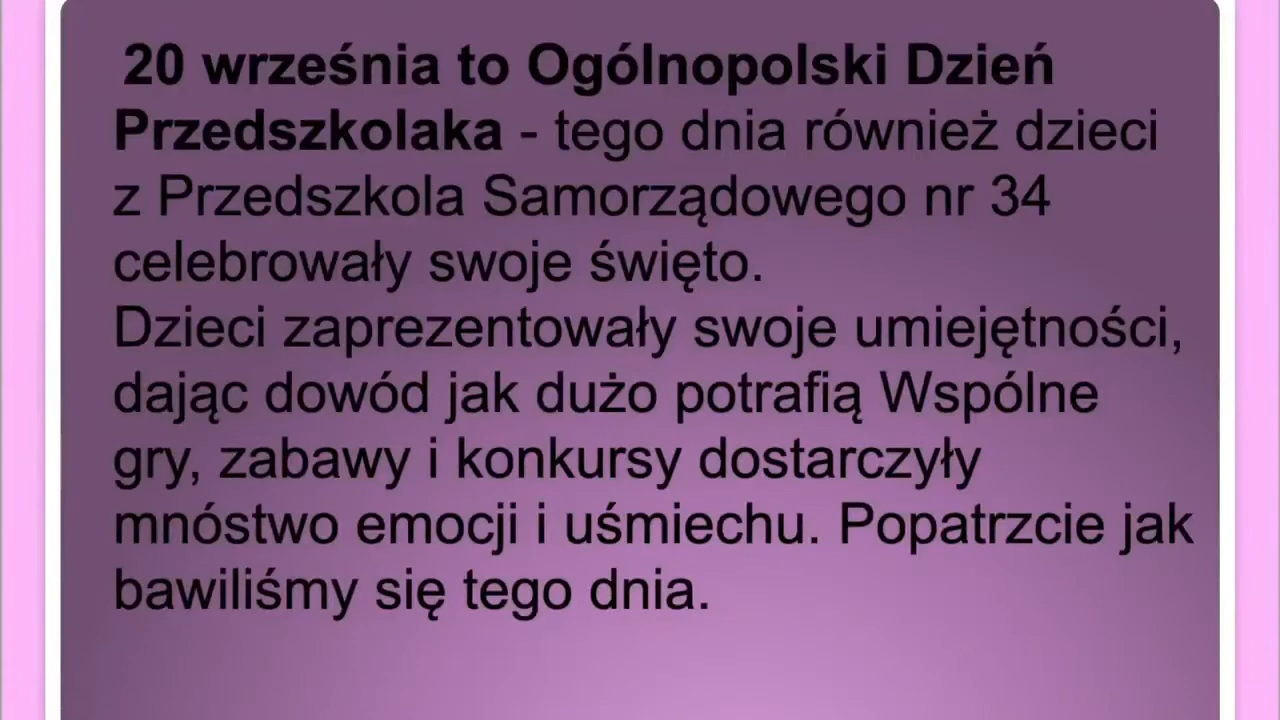 20 września to Ogólnopolski Dzień
Przedszkolaka - tego dnia również dzieci
z Przedszkola Samorządowego nr 34
celebrowały swoje święto.
Dzieci zaprezentowały swoje umiejętności,
dając dowód jak dużo potrafią Wspólne
gry, zabawy i konkursy dostarczyły
mnóstwo emocji i uśmiechu. Popatrzcie jak
bawiliśmy się tego dnia.